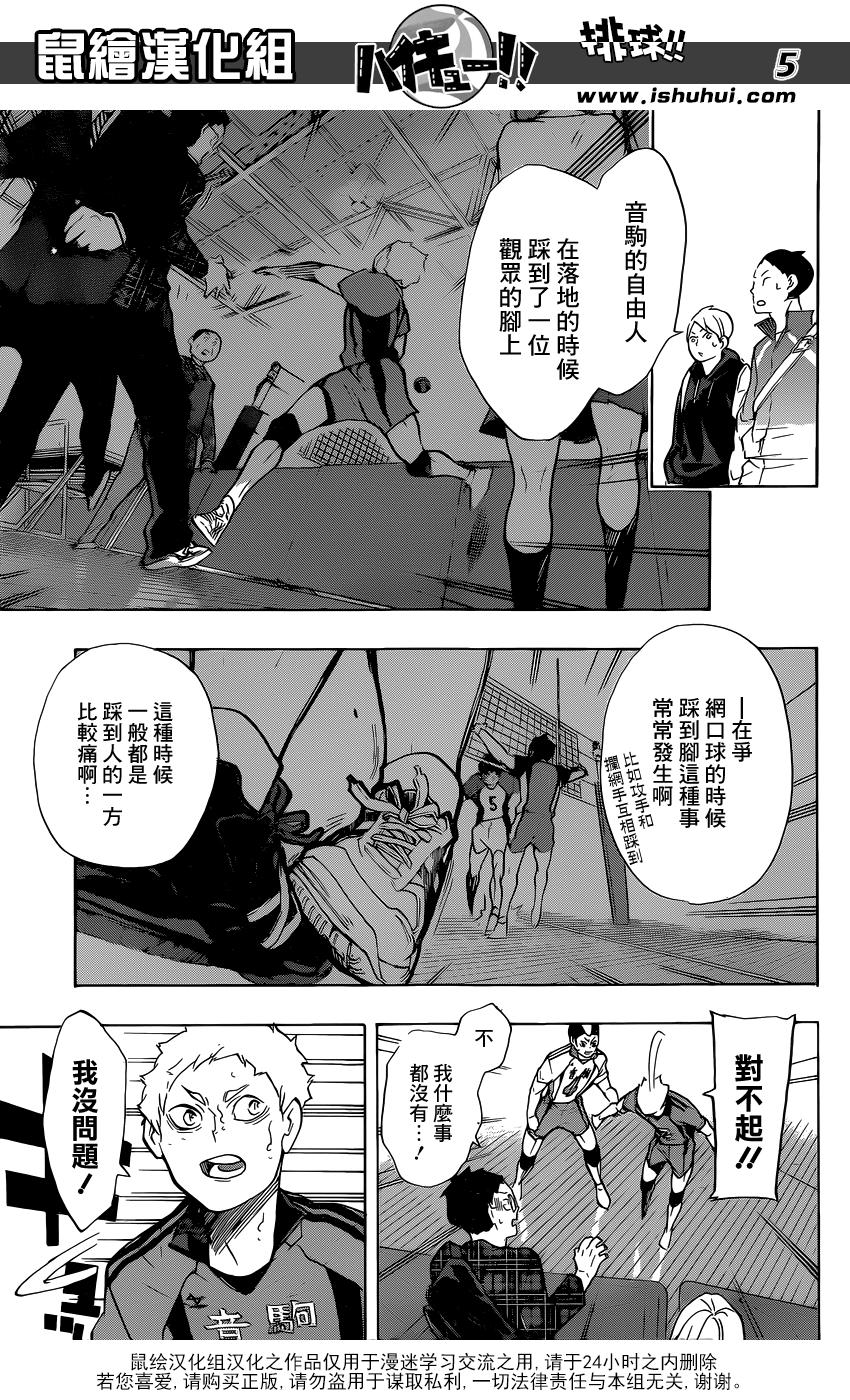 鼠繪漢化組
ハイキュー!!
排球!!
5
www.ishuhui.com
音駒的自由人
在落地的時候
踩到了一位
觀眾的腳上
—在爭
網口球的時候
踩到腳這種事
常常發生啊
比如攻手和
攔網手互相踩到
5
這種時候
一般都是
踩到人的一方
比較痛啊…
對不起!!
不
我什麼事
都沒有…!
我沒問題!
音駒
鼠绘汉化组汉化之作品仅用于漫迷学习交流之用,请于24小时之内删除
若您喜爱,请购买正版,请勿盗用于谋取私利,一切法律责任与本组无关,谢谢。